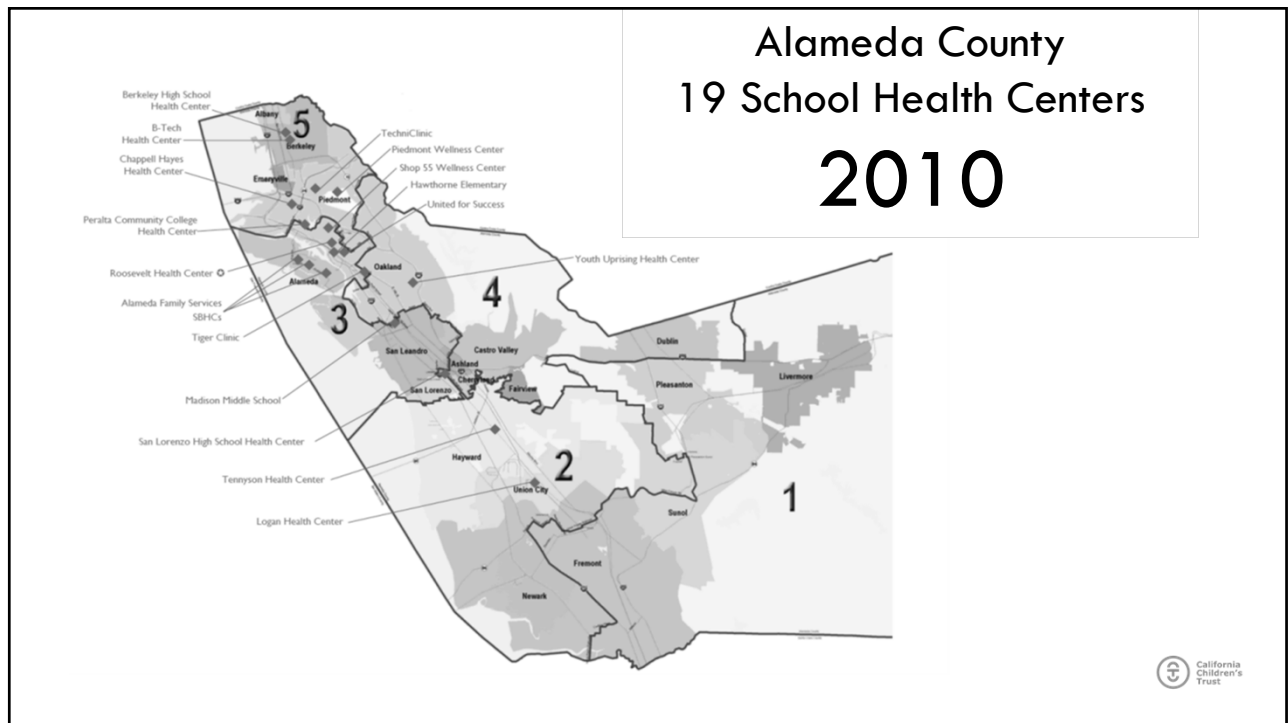 Alameda County
19 School Health Centers
2010
Berkeley High School
Health Center
B-Tech
Health Center
Chappell Hayes
Health Center
Peralta Community College
Health Center
Roosevelt Health Center
Alameda Family Services
SBHCs
Tiger Clinic
Madison Middle School
San Lorenzo High School Health Center
Tennyson Health Center
Logan Health Center
TechniClinic
Piedmont Wellness Center
Shop 55 Wellness Center
Hawthorne Elementary
United for Success
Youth Uprising Health Center
Albany
5
Berkeley
Emeryville
Piedmont
Oakland
Alameda
4
3
San Leandro
Castro Valley
Ashland
Cherryland
San Lorenzo
Fairview
Dublin
Pleasanton
Livermore
Hayward
2
Union City
1
Sunol
Fremont
Newark
California
Children's
Trust